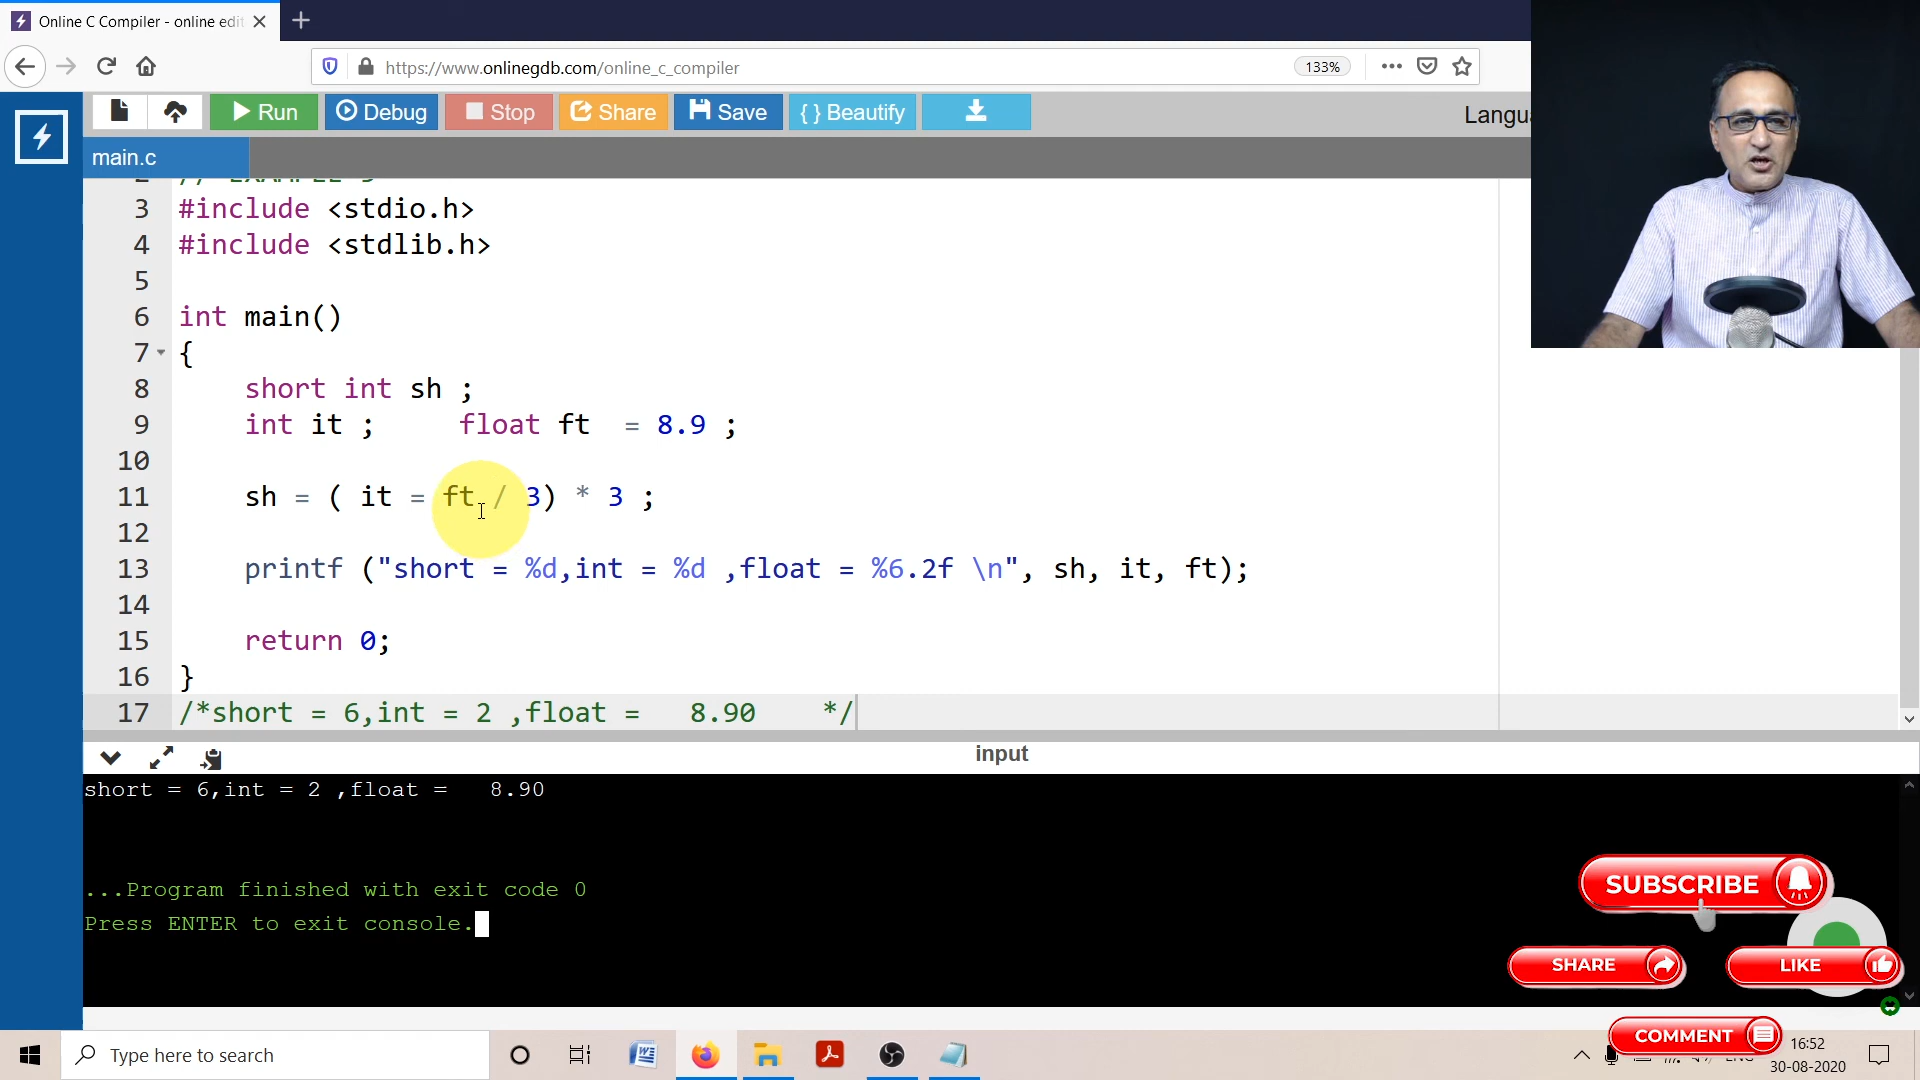 Online C Compiler - online edit
https://www.onlinegdb.com/online_c_compiler
133%
Run
Debug
Stop
Share
Save
{ } Beautify
main.c
3 #include <stdio.h>
4 #include <stdlib.h>
5
6 int main()
7 {
8 short int sh ;
9 int it ; float ft = 8.9 ;
10
11 sh = ( it = ft / 3) * 3 ;
12
13 printf ("short = %d,int = %d ,float = %6.2f \n", sh, it, ft);
14
15 return 0;
16 }
17 /*short = 6,int = 2 ,float =   8.90 */
input
short = 6,int = 2 ,float =   8.90
...Program finished with exit code 0
Press ENTER to exit console.
SUBSCRIBE
SHARE
LIKE
COMMENT
Type here to search
16:52
30-08-2020